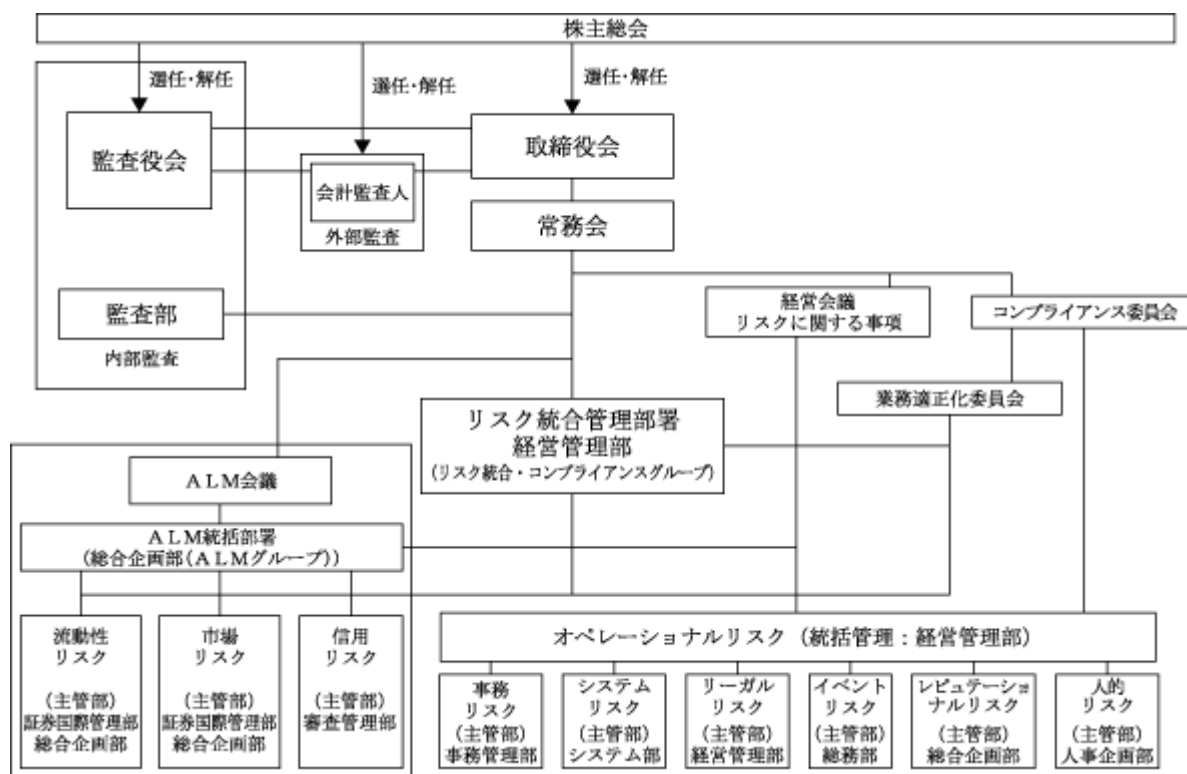 株主総会
選任・解任
選任・解任
選任・解任
監査役会
取締役会
会計監査人
外部監査
常務会
監査部
内部監査
経営会議
リスクに関する事項
コンプライアンス委員会
業務適正化委員会
リスク統合管理部署
経営管理部
(リスク統合・コンプライアンスグループ)
ALM会議
ALM統括部署
(総合企画部(ALMグループ))
流動性
リスク
(主管部)
証券国際管理部
総合企画部
市場
リスク
(主管部)
証券国際管理部
総合企画部
信用
リスク
(主管部)
審査管理部
オペレーショナルリスク (統括管理:経営管理部)
事務
リスク
(主管部)
事務管理部
システム
リスク
(主管部)
システム部
リーガル
リスク
(主管部)
経営管理部
イベント
リスク
(主管部)
総務部
レピュテーショ
ナルリスク
(主管部)
総合企画部
人的
リスク
(主管部)
人事企画部